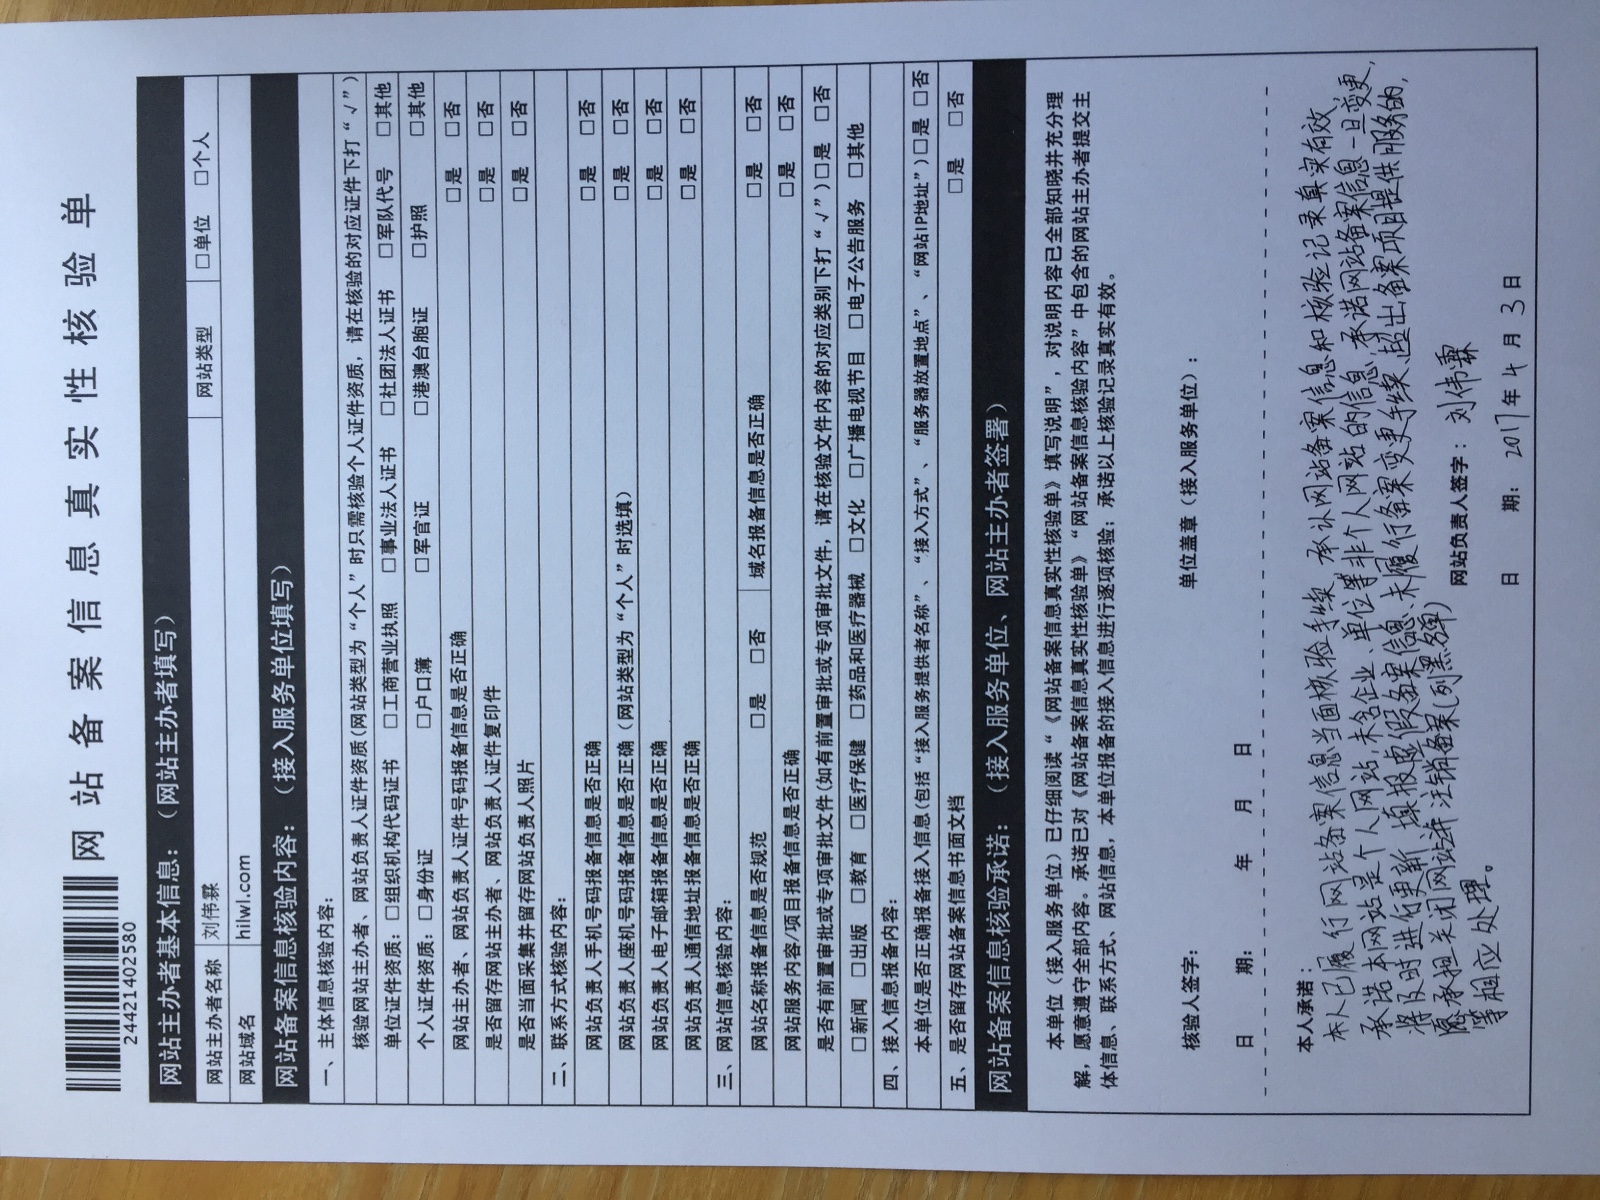 网站备案信息真实性核验单
24421402580
网站主办者基本信息：（网站主办者填写）
网站主办者名称 刘伟霖 网站类型 □单位 □个人
网站域名 hilwl.com
网站备案信息核验内容：（接入服务单位填写）
一、主体信息核验内容：
核验网站主办者、网站负责人证件资质(网站类型为“个人”时只需核验个人证件资质，请在核验的对应证件下打“√”)
单位证件资质：□组织机构代码证书 □工商营业执照 □事业法人证书 □社团法人证书 □军队代号 □其他
个人证件资质：□身份证 □户口簿 □军官证 □港澳台胞证 □护照 □其他
网站主办者、网站负责人证件号码报备信息是否正确 □是 □否
是否留存网站主办者、网站负责人证件复印件 □是 □否
是否当面采集并留存网站负责人照片 □是 □否
二、联系方式核验内容：
网站负责人手机号码报备信息是否正确 □是 □否
网站负责人座机号码报备信息是否正确（网站类型为“个人”时选填） □是 □否
网站负责人电子邮箱报备信息是否正确 □是 □否
网站负责人通信地址报备信息是否正确 □是 □否
三、网站信息核验内容：
网站名称报备信息是否规范 □是 □否 域名报备信息是否正确 □是 □否
网站服务内容/项目报备信息是否正确 □是 □否
是否有前置审批或专项审批文件(如有前置审批或专项审批文件，请在核验文件内容的对应类别下打“√”)□是 □否
□新闻 □出版 □教育 □医疗保健 □药品和医疗器械 □文化 □广播电视节目 □电子公告服务 □其他
四、接入信息报备内容：
本单位是否正确报备接入信息(包括“接入服务提供者名称”、“接入方式”、“服务器放置地点”、“网站IP地址”)□是 □否
五、是否留存网站备案信息书面文档 □是 □否
网站备案信息核验承诺：（接入服务单位、网站主办者签署）
本单位（接入服务单位）已仔细阅读“《网站备案信息真实性核验单》填写说明”，对说明内容已全部知晓并充分理
解，愿意遵守全部内容。承诺已对《网站备案信息真实性核验单》“网站备案信息核验内容”中包含的网站主办者提交主
体信息、联系方式、网站信息，本单位报备的接入信息进行逐项核验；承诺以上核验记录真实有效。
核验人签字： 单位盖章（接入服务单位）：
日 期： 年 月 日
本人承诺：
本人已履行网站备案信息当面核验手续，承认网站备案信息和核验记录真实有效，
承诺本网站是个人网站，未含企业、单位等非个人网站的信息，承诺网站备案信息一旦变更，
将及时进行更新，填报虚假备案信息、未履行备案变更手续、超出备案项目提供服务的，
愿承担关闭网站并注销备案(列黑名单)
等相应处理。
网站负责人签字：刘伟霖
日 期：2017年4月3日